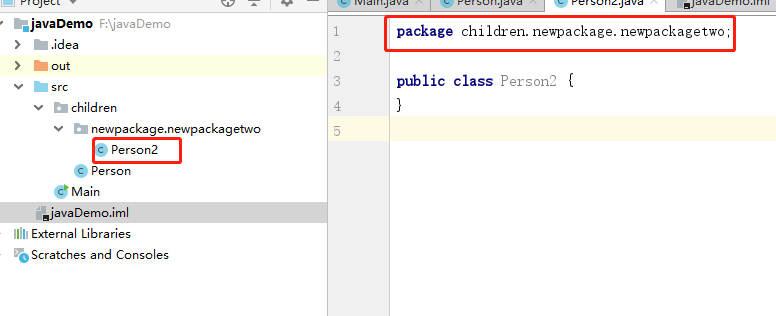 Project
Main.java
Person.java
Person2.java
javaDemo.iml
javaDemo F:\javaDemo
.idea
out
src
children
newpackage.newpackagetwo
Person2
Person
Main
javaDemo.iml
External Libraries
Scratches and Consoles
1 package children.newpackage.newpackagetwo;
2
3 public class Person2 {
4 }
5